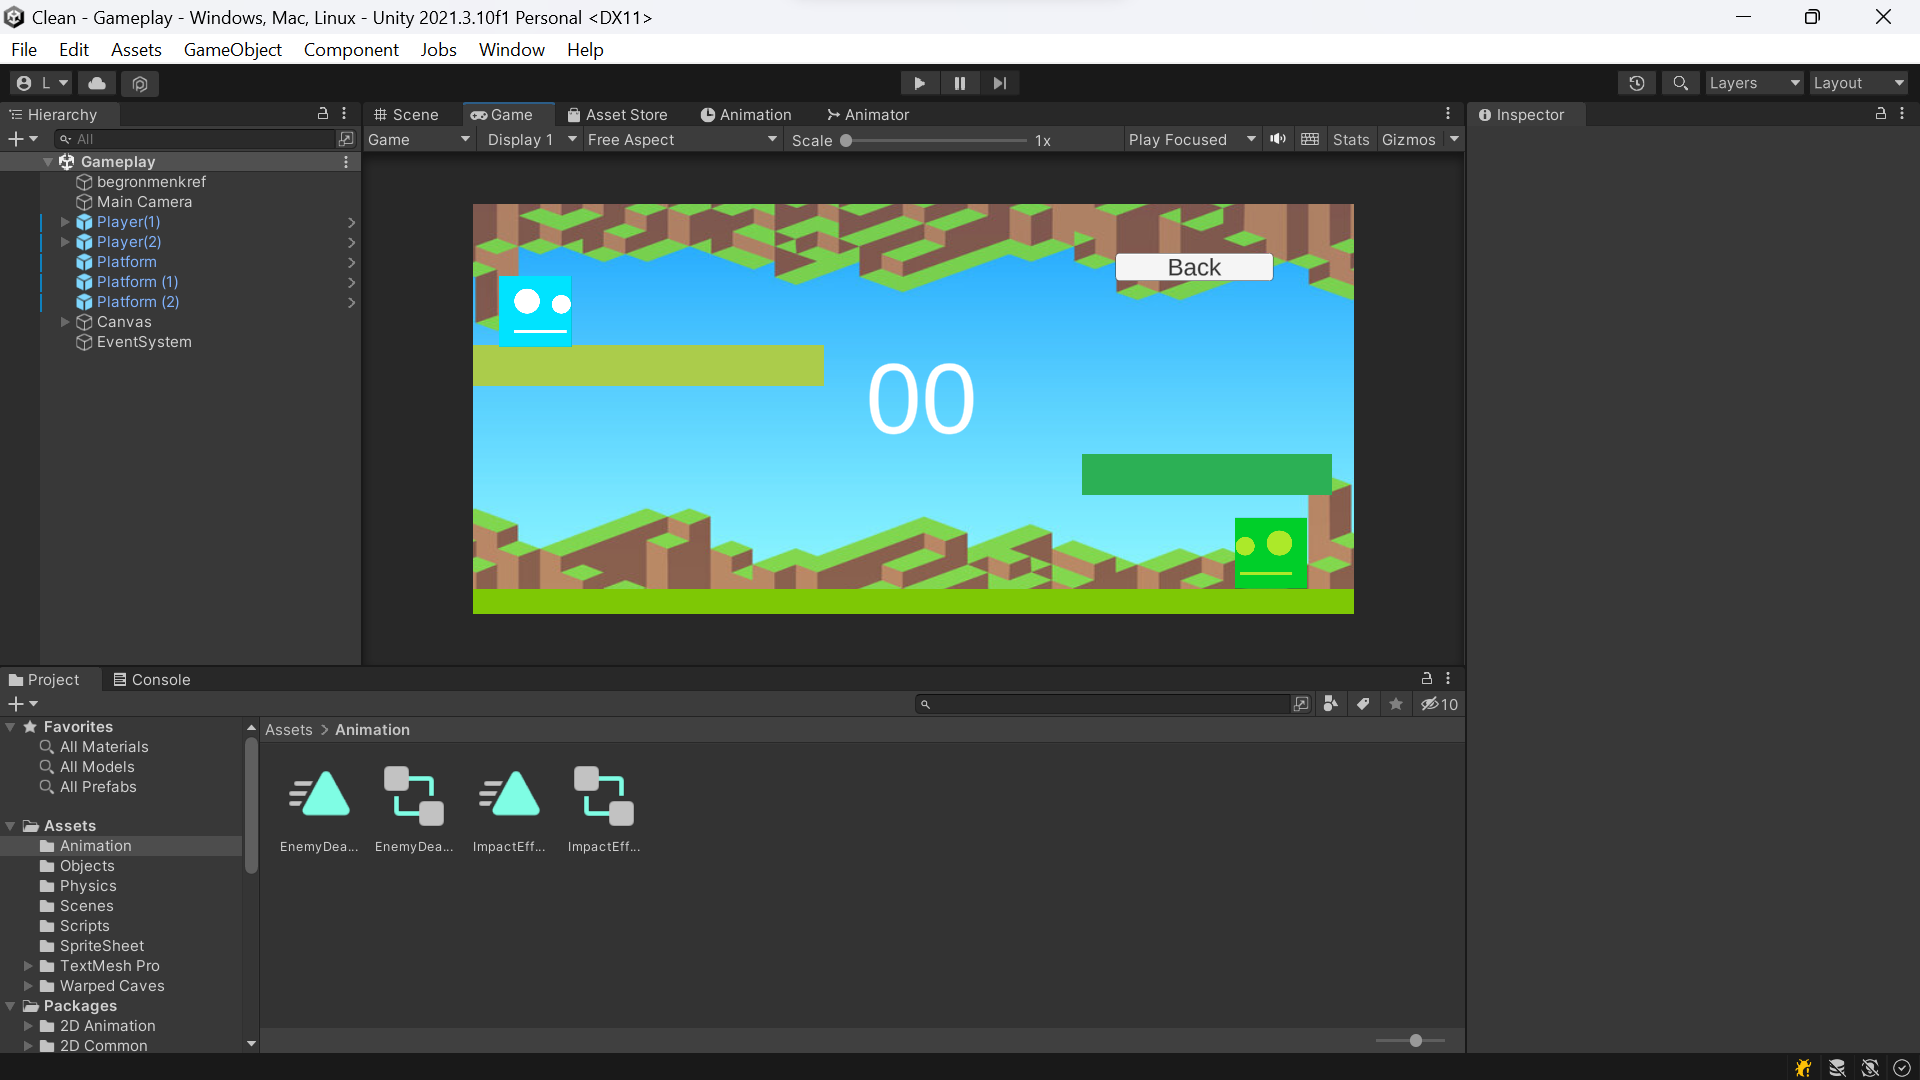 Clean - Gameplay - Windows, Mac, Linux - Unity 2021.3.10f1 Personal <DX11>
File Edit Assets GameObject Component Jobs Window Help
L Layers Layout
Hierarchy
All
Gameplay
begronmenkref
Main Camera
Player(1)
Player(2)
Platform
Platform (1)
Platform (2)
Canvas
EventSystem
Scene Game Asset Store Animation Animator
Game Display 1 Free Aspect Scale 1x Play Focused Stats Gizmos
Back
00
Inspector
Project Console
10
Favorites
All Materials
All Models
All Prefabs
Assets
Animation
Objects
Physics
Scenes
Scripts
SpriteSheet
TextMesh Pro
Warped Caves
Packages
2D Animation
2D Common
Assets > Animation
EnemyDea... EnemyDea... ImpactEff... ImpactEff...